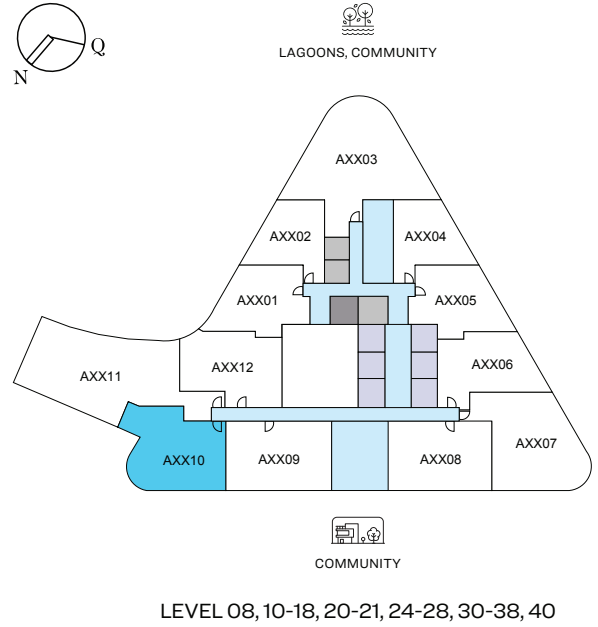 Q
N
LAGOONS, COMMUNITY
AXX03
AXX02
AXX04
AXX01
AXX05
AXX11
AXX12
AXX06
AXX10
AXX09
AXX08
AXX07
COMMUNITY
LEVEL 08, 10-18, 20-21, 24-28, 30-38, 40